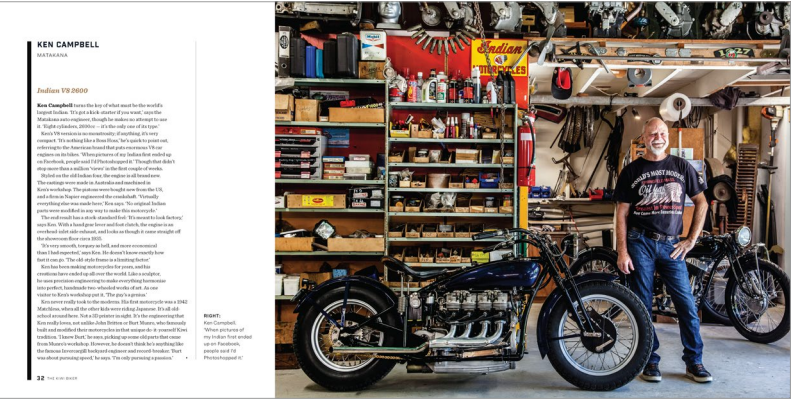 KEN CAMPBELL
MATAKANA
Indian V8 2600
Ken Campbell turns the key of what must be the world's
largest Indian. 'It's got a kick-starter if you want,' says the
Matakana auto engineer, though he makes no attempt to use
it. 'Eight cylinders, 2600cc – it's the only one of its type.'
Ken's V8 version is no monstrosity; if anything, it's very
compact. 'It's nothing like a Boss Hoss,' he's quick to point out,
referring to the American brand that puts enormous V8 car
engines on its bikes. 'When pictures of my Indian first ended up
on Facebook, people said I'd Photoshopped it.' Though that didn't
stop more than a million 'views' in the first couple of weeks.
Styled on the old Indian four, the engine is all brand new.
The castings were made in Australia and machined in
Ken's workshop. The pistons were bought new from the US,
and a firm in Napier engineered the crankshaft. 'Virtually
everything else was made here,' Ken says. 'No original Indian
parts were modified in any way to make this motorcycle.'
The end result has a stock-standard feel: 'It's meant to look factory,'
says Ken. With a hand gear lever and foot clutch, the engine is an
overhead-inlet side exhaust, and looks as though it came straight off
the showroom floor circa 1935.
'It's very smooth, torquey as hell, and more economical
than I had expected,' says Ken. He doesn't know exactly how
fast it can go. 'The old-style frame is a limiting factor.'
Ken has been making motorcycles for years, and his
creations have ended up all over the world. Like a sculptor,
he uses precision engineering to make everything harmonise
into perfect, handmade two-wheeled works of art. As one
visitor to Ken's workshop put it, 'The guy's a genius.'
Ken never really took to the moderns. His first motorcycle was a 1942
Matchless, when all the other kids were riding Japanese. It's all old-
school around here. Not a 3D printer in sight. It's the engineering that
Ken really loves, not unlike John Britten or Burt Munro, who famously
built and modified their motorcycles in that unique do-it-yourself Kiwi
tradition. 'I knew Burt,' he says, picking up some old parts that came
from Munro's workshop. However, he doesn't think he's anything like
the famous Invercargill backyard engineer and record-breaker. 'Burt
was about pursuing speed,' he says. 'I'm only pursuing a passion.'
RIGHT:
Ken Campbell.
'When pictures of
my Indian first ended
up on Facebook,
people said I'd
Photoshopped it.'
32 THE KIWI BIKER
Indian
MOTORCYCLES
Mobil
WORLD'S MOST